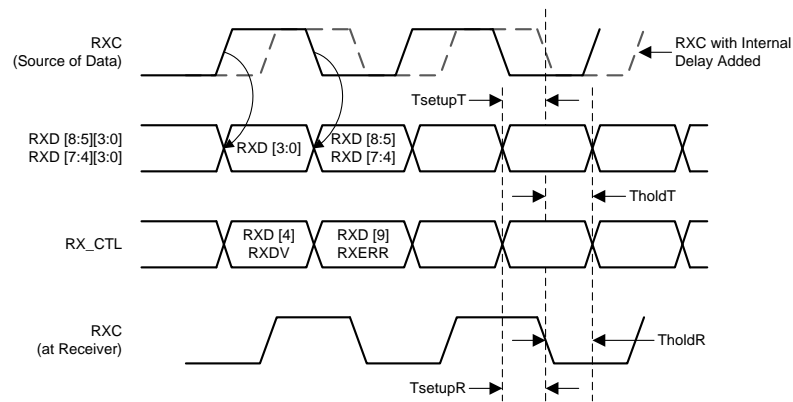 RXC
(Source of Data)
RXC with Internal
Delay Added
TsetupT
RXD [8:5][3:0]
RXD [7:4][3:0]
RXD [3:0]
RXD [8:5]
RXD [7:4]
TholdT
RX_CTL
RXD [4]
RXDV
RXD [9]
RXERR
RXC
(at Receiver)
TholdR
TsetupR